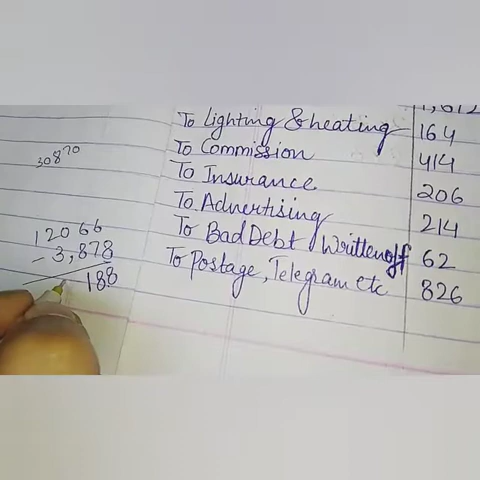 To Lighting & heating 164
To Commission 414
To Insurance 206
To Advertising 214
To Bad Debt Written off 62
To Postage, Telegram etc 826
30870
12066
- 3,878
188